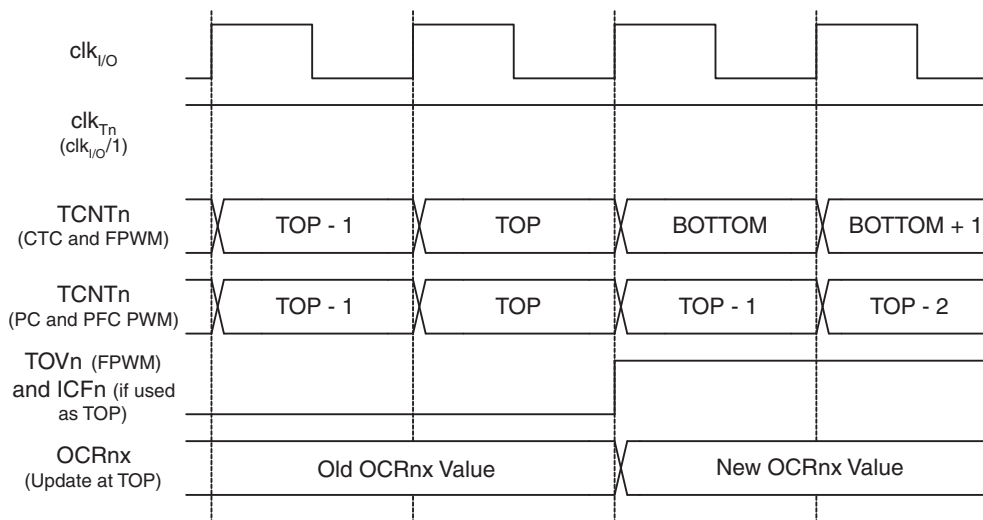 clkI/O
clkTn
(clkI/O/1)
TCNTn
(CTC and FPWM)
TOP - 1
TOP
BOTTOM
BOTTOM + 1
TCNTn
(PC and PFC PWM)
TOP - 1
TOP
TOP - 1
TOP - 2
TOVn (FPWM)
and ICFn (if used
as TOP)
OCRnx
(Update at TOP)
Old OCRnx Value
New OCRnx Value